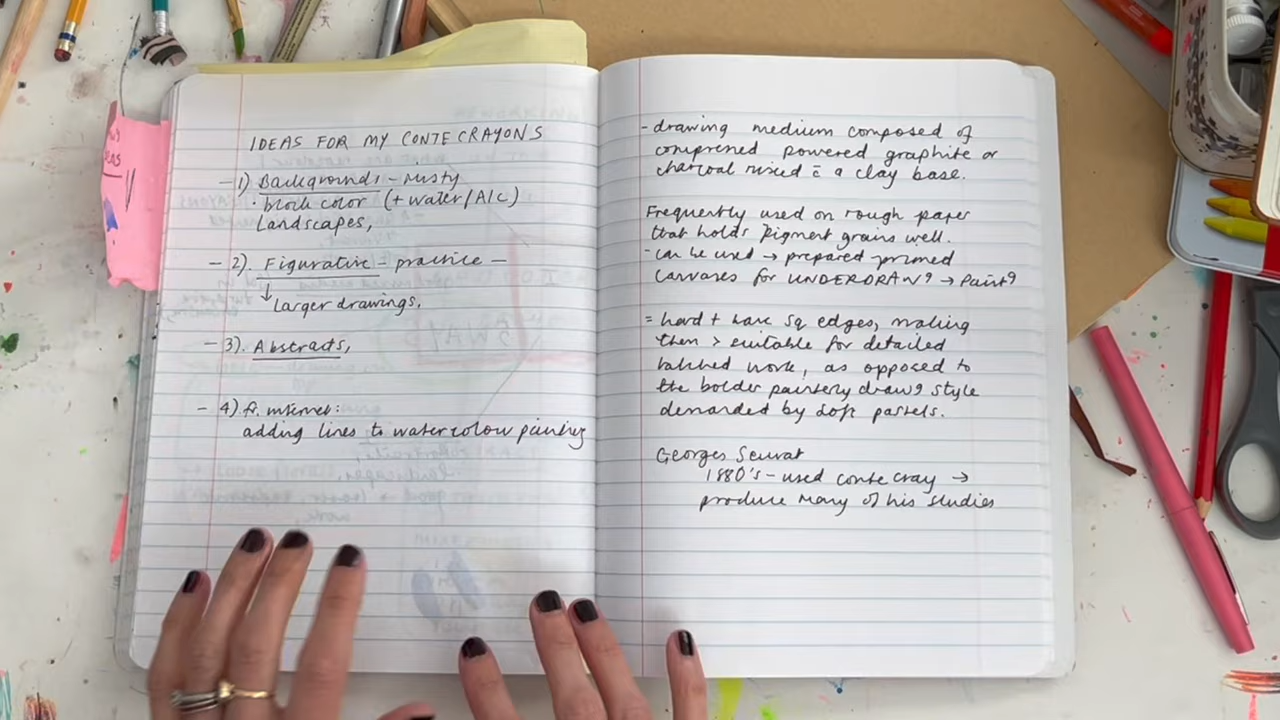 IDEAS FOR MY CONTE CRAYONS
- 1) Backgrounds - musty
block color (+ water/A/C)
Landscapes,
- 2). Figurative - practice -
↓ Larger drawings.
- 3). Abstracts,
- 4) fr. internet:
adding lines to watercolour painting
- drawing medium composed of
compressed powered graphite or
charcoal mixed c̄ a clay base.
Frequently used on rough paper
that holds pigment grains well.
- can be used → prepared primed
canvases for UNDERDRAWᵍ → Paintᵍ
= hard + have sq edges, making
them > suitable for detailed
hatched work, as opposed to
the bolder painterly drawᵍ style
demanded by soft pastels.
Georges Seurat
1880's - used conte cray →
produce many of his studies